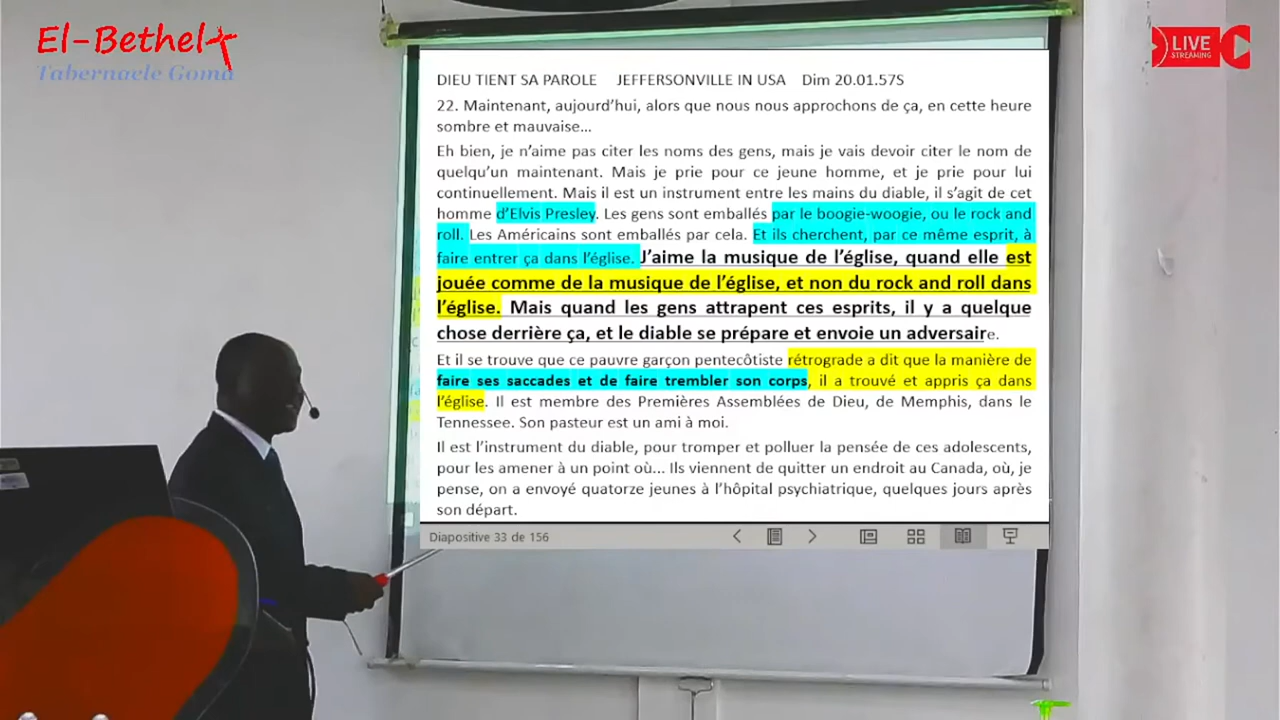 El-Bethel
Tabernacle Goma
LIVE
STREAMING
DIEU TIENT SA PAROLE JEFFERSONVILLE IN USA Dim 20.01.57S
22. Maintenant, aujourd’hui, alors que nous nous approchons de ça, en cette heure
sombre et mauvaise…
Eh bien, je n’aime pas citer les noms des gens, mais je vais devoir citer le nom de
quelqu’un maintenant. Mais je prie pour ce jeune homme, et je prie pour lui
continuellement. Mais il est un instrument entre les mains du diable, il s’agit de cet
homme d’Elvis Presley. Les gens sont emballés par le boogie-woogie, ou le rock and
roll. Les Américains sont emballés par cela. Et ils cherchent, par ce même esprit, à
faire entrer ça dans l’église. J’aime la musique de l’église, quand elle est
jouée comme de la musique de l’église, et non du rock and roll dans
l’église. Mais quand les gens attrapent ces esprits, il y a quelque
chose derrière ça, et le diable se prépare et envoie un adversaire.
Et il se trouve que ce pauvre garçon pentecôtiste rétrograde a dit que la manière de
faire ses saccades et de faire trembler son corps, il a trouvé et appris ça dans
l’église. Il est membre des Premières Assemblées de Dieu, de Memphis, dans le
Tennessee. Son pasteur est un ami à moi.
Il est l’instrument du diable, pour tromper et polluer la pensée de ces adolescents,
pour les amener à un point où… Ils viennent de quitter un endroit au Canada, où, je
pense, on a envoyé quatorze jeunes à l’hôpital psychiatrique, quelques jours après
son départ.
Diapositive 33 de 156